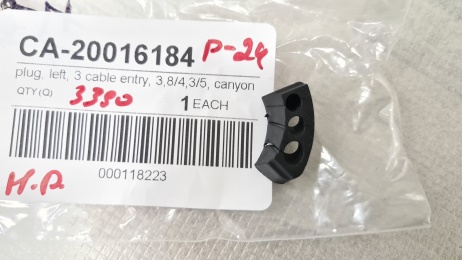 CA-20016184 P-24
plug, left, 3 cable entry, 3,8/4,3/5, canyon
QTY(Q) 3380 1 EACH
000118223
H.D.